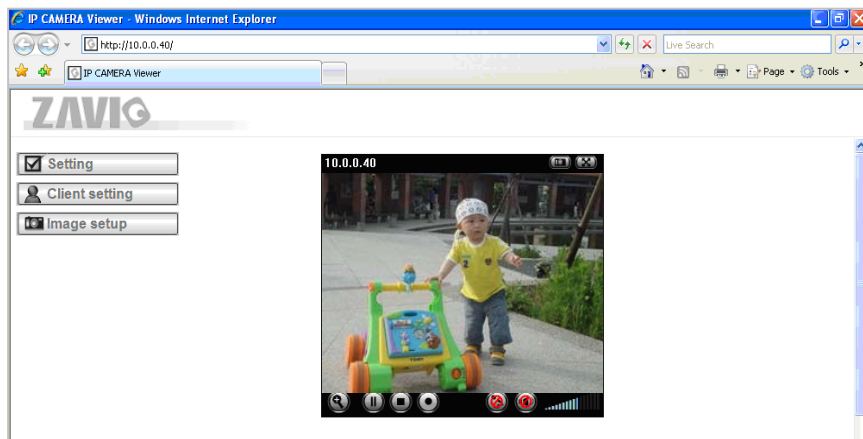 IP CAMERA Viewer - Windows Internet Explorer
http://10.0.0.40/
Live Search
IP CAMERA Viewer
Page
Tools
ZAVIO
Setting
10.0.0.40
Client setting
Image setup